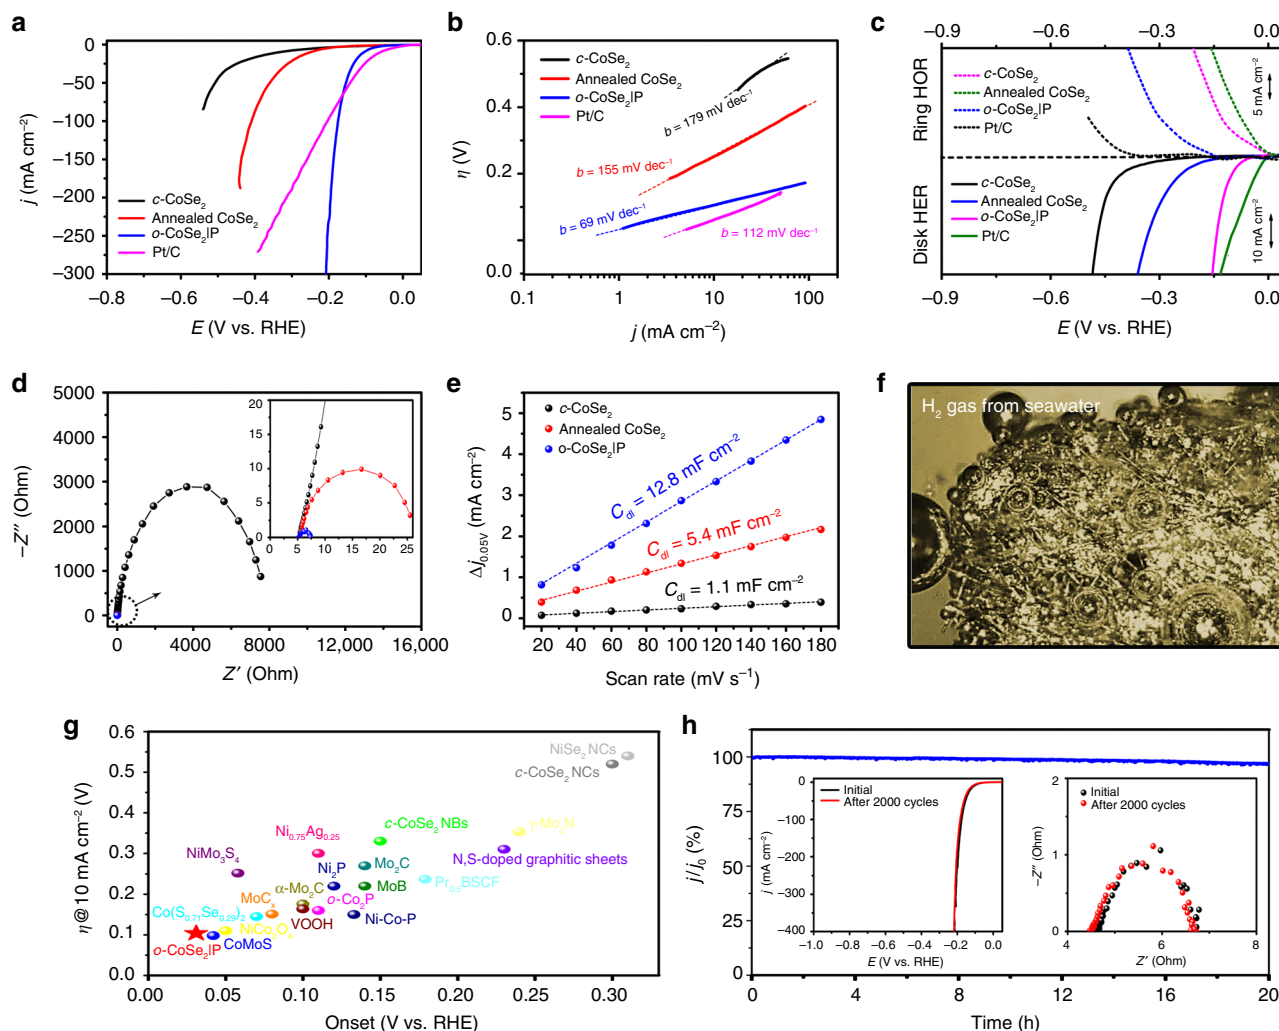 a
0
−50
−100
−150
−200
−250
−300
j (mA cm⁻²)
c-CoSe₂
Annealed CoSe₂
o-CoSe₂|P
Pt/C
−0.8
−0.6
−0.4
−0.2
0.0
E (V vs. RHE)
b
0.6
0.4
0.2
0.0
η (V)
c-CoSe₂
Annealed CoSe₂
o-CoSe₂|P
Pt/C
b = 179 mV dec⁻¹
b = 155 mV dec⁻¹
b = 69 mV dec⁻¹
b = 112 mV dec⁻¹
0.1
1
10
100
j (mA cm⁻²)
c
−0.9
−0.6
−0.3
0.0
Ring HOR
c-CoSe₂
Annealed CoSe₂
o-CoSe₂|P
Pt/C
5 mA cm⁻²
Disk HER
c-CoSe₂
Annealed CoSe₂
o-CoSe₂|P
Pt/C
10 mA cm⁻²
−0.9
−0.6
−0.3
0.0
E (V vs. RHE)
d
5000
4000
3000
2000
1000
0
−Z″ (Ohm)
20
15
10
5
0
0
5
10
15
20
25
0
4000
8000
12,000
16,000
Z′ (Ohm)
e
5
4
3
2
1
0
Δj₀.₀₅V (mA cm⁻²)
c-CoSe₂
Annealed CoSe₂
o-CoSe₂|P
C_dl = 12.8 mF cm⁻²
C_dl = 5.4 mF cm⁻²
C_dl = 1.1 mF cm⁻²
20
40
60
80
100
120
140
160
180
Scan rate (mV s⁻¹)
f
H₂ gas from seawater
g
0.6
0.5
0.4
0.3
0.2
0.1
0.0
η@10 mA cm⁻² (V)
NiSe₂ NCs
c-CoSe₂ NCs
γ-Mo₂N
c-CoSe₂ NBs
Ni₀.₇₅Ag₀.₂₅
N,S-doped graphitic sheets
NiMo₃S₄
Mo₂C
Ni₂P
Pr₀.₅BSCF
MoB
α-Mo₂C
MoCₓ
o-Co₂P
Co(S₀.₇₁Se₀.₂₉)₂
Ni-Co-P
VOOH
NiCo₂Oₓ
o-CoSe₂|P
CoMoS
0.00
0.05
0.10
0.15
0.20
0.25
0.30
Onset (V vs. RHE)
h
100
75
50
25
0
j/j₀ (%)
Initial
After 2000 cycles
0
−100
−200
−300
−400
j (mA cm⁻²)
−1.0
−0.8
−0.6
−0.4
−0.2
0.0
E (V vs. RHE)
Initial
After 2000 cycles
2
1
0
−Z″ (Ohm)
4
6
8
Z′ (Ohm)
0
4
8
12
16
20
Time (h)